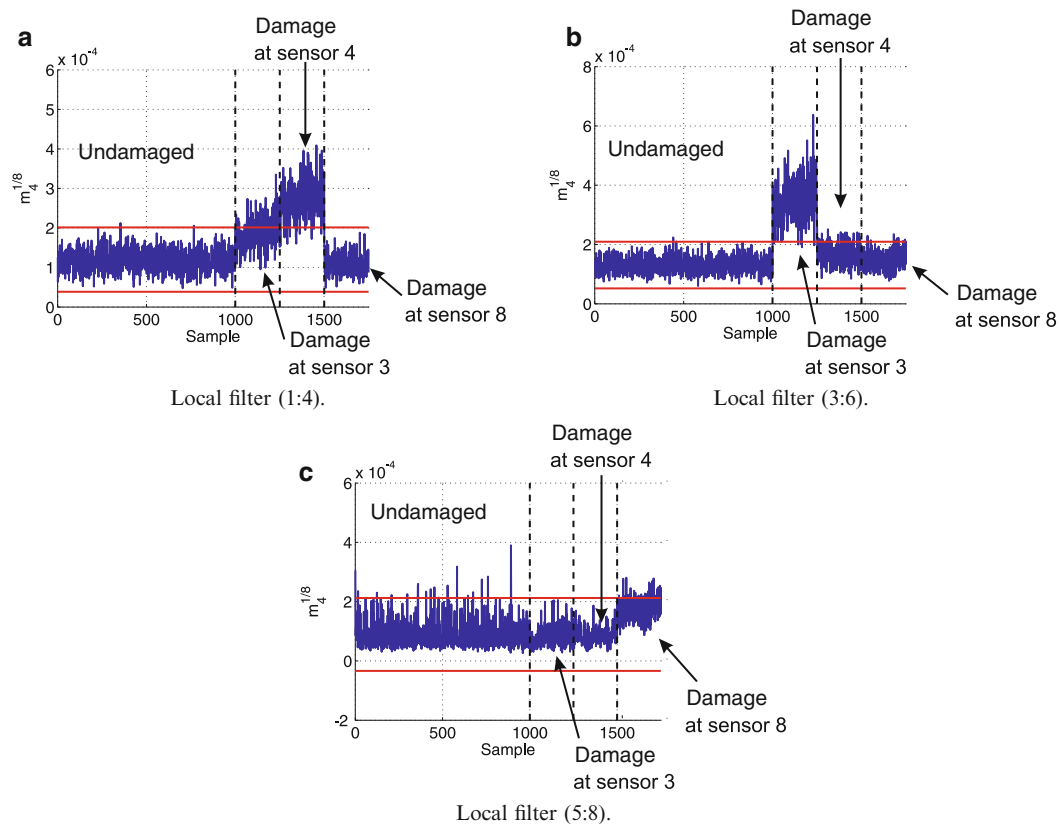 a
x 10⁻⁴
Damage
at sensor 4
6
5
4
3
2
1
0
m₄^1/8
Undamaged
0
500
1000
1500
Sample
Damage
at sensor 8
Damage
at sensor 3
Local filter (1:4).
b
x 10⁻⁴
Damage
at sensor 4
8
6
4
2
0
m₄^1/8
Undamaged
0
500
1000
1500
Sample
Damage
at sensor 8
Damage
at sensor 3
Local filter (3:6).
c
x 10⁻⁴
Damage
at sensor 4
6
4
2
0
-2
m₄^1/8
Undamaged
0
500
1000
1500
Sample
Damage
at sensor 8
Damage
at sensor 3
Local filter (5:8).